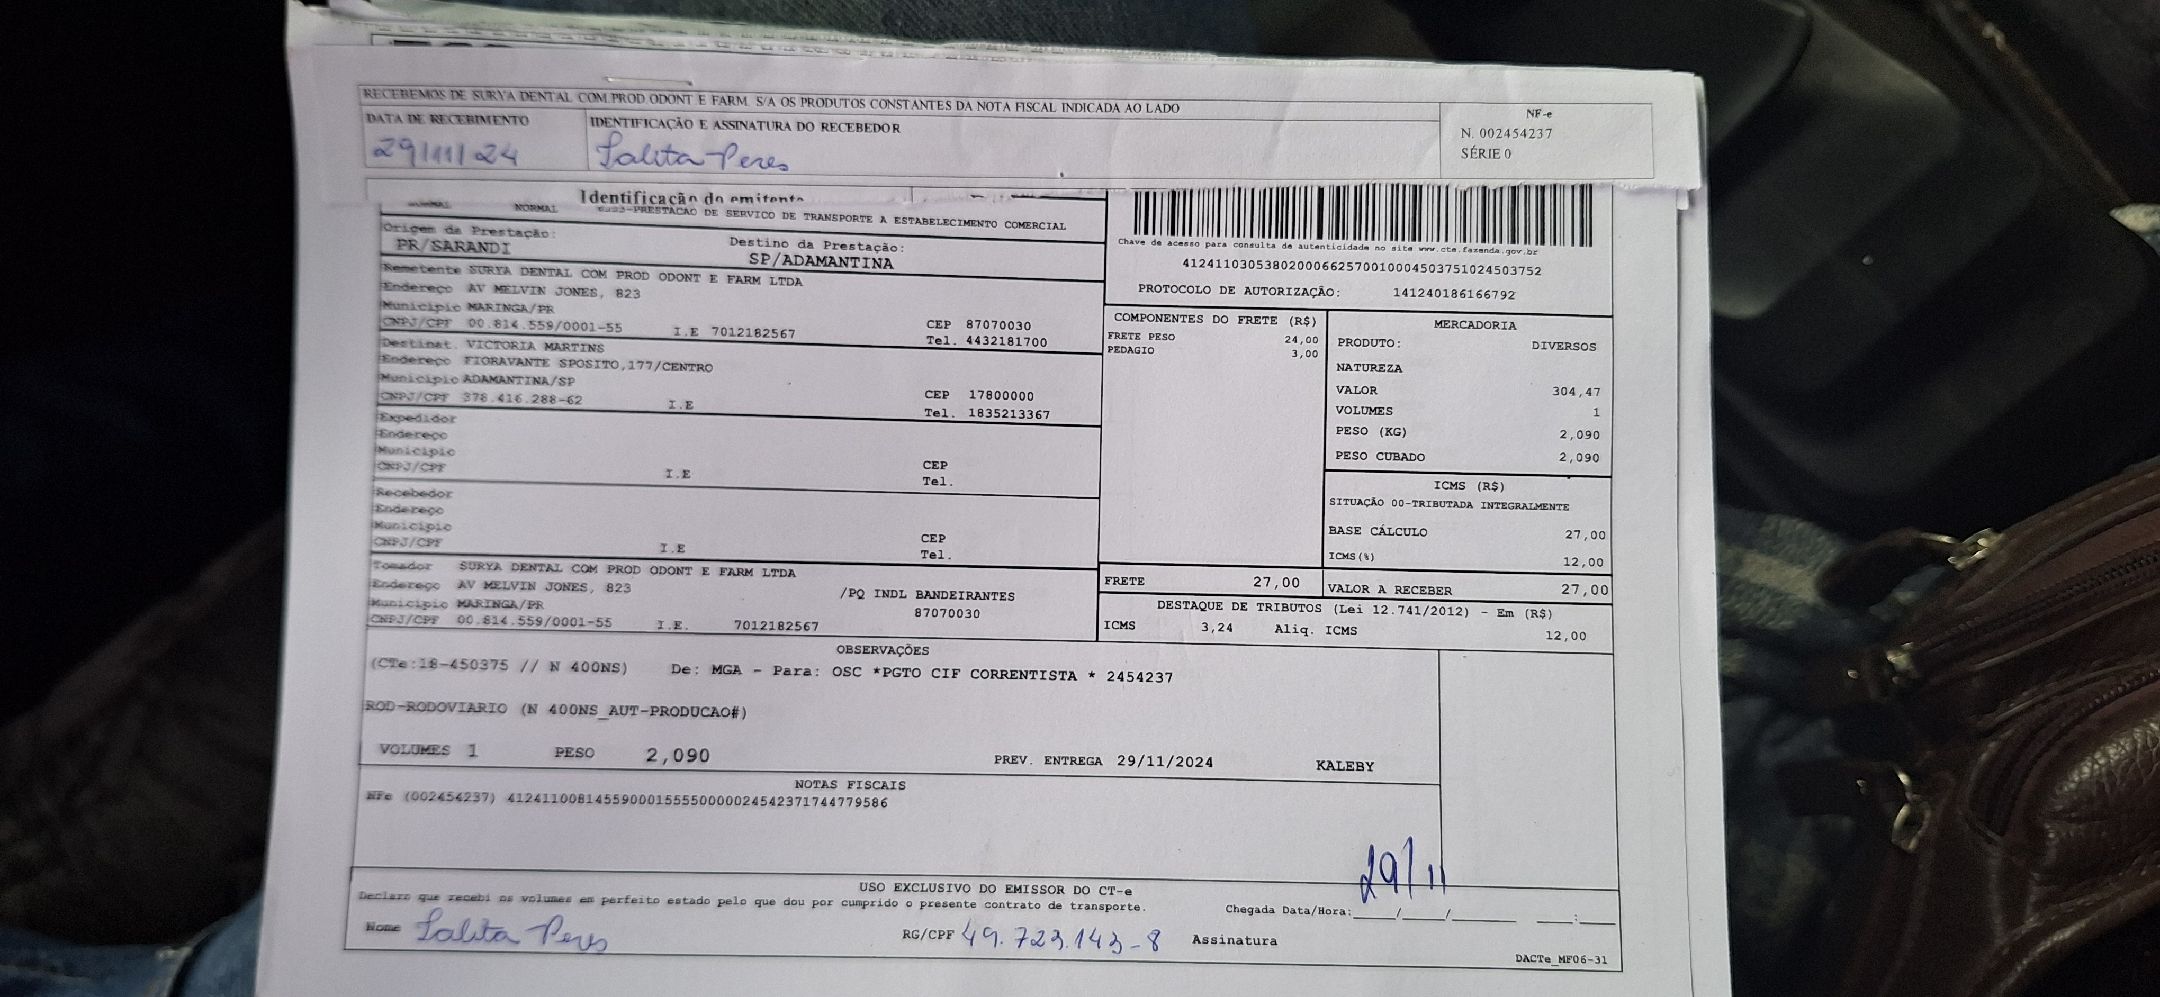 RECEBEMOS DE SURYA DENTAL COM.PROD.ODONT E FARM. S/A OS PRODUTOS CONSTANTES DA NOTA FISCAL INDICADA AO LADO
DATA DE RECEBIMENTO
29/11/24
IDENTIFICAÇÃO E ASSINATURA DO RECEBEDOR
Lalita Peres
NF-e
N. 002454237
SÉRIE 0
Identificação do emitente
NORMAL NORMAL
PRESTACAO DE SERVICO DE TRANSPORTE A ESTABELECIMENTO COMERCIAL
Origem da Prestação:
PR/SARANDI
Destino da Prestação:
SP/ADAMANTINA
Remetente SURYA DENTAL COM PROD ODONT E FARM LTDA
Endereço AV MELVIN JONES, 823
Municipio MARINGA/PR
CNPJ/CPF 00.814.559/0001-55 I.E 7012182567
CEP 87070030
Tel. 4432181700
Destinat. VICTORIA MARTINS
Endereço FIORAVANTE SPOSITO,177/CENTRO
Municipio ADAMANTINA/SP
CNPJ/CPF 378.416.288-62 I.E
CEP 17800000
Tel. 1835213367
Expedidor
Endereço
Municipio
CNPJ/CPF I.E
CEP
Tel.
Recebedor
Endereço
Municipio
CNPJ/CPF I.E
CEP
Tel.
Tomador SURYA DENTAL COM PROD ODONT E FARM LTDA
Endereço AV MELVIN JONES, 823 /PQ INDL BANDEIRANTES
Municipio MARINGA/PR 87070030
CNPJ/CPF 00.814.559/0001-55 I.E. 7012182567
Chave de acesso para consulta de autenticidade no site www.cte.fazenda.gov.br
41241103053802000662570010004503751024503752
PROTOCOLO DE AUTORIZAÇÃO: 141240186166792
COMPONENTES DO FRETE (R$)
FRETE PESO 24,00
PEDAGIO 3,00
MERCADORIA
PRODUTO: DIVERSOS
NATUREZA
VALOR 304,47
VOLUMES 1
PESO (KG) 2,090
PESO CUBADO 2,090
ICMS (R$)
SITUAÇÃO 00-TRIBUTADA INTEGRALMENTE
BASE CÁLCULO 27,00
ICMS(%) 12,00
FRETE 27,00
VALOR A RECEBER 27,00
DESTAQUE DE TRIBUTOS (Lei 12.741/2012) - Em (R$)
ICMS 3,24 Aliq. ICMS 12,00
OBSERVAÇÕES
(CTe:18-450375 // N 400NS) De: MGA - Para: OSC *PGTO CIF CORRENTISTA * 2454237
ROD-RODOVIARIO (N 400NS_AUT-PRODUCAO#)
VOLUMES 1 PESO 2,090 PREV. ENTREGA 29/11/2024 KALEBY
NOTAS FISCAIS
NFe (002454237) 41241100814559000155550000024542371744779586
29/11
USO EXCLUSIVO DO EMISSOR DO CT-e
Declaro que recebi os volumes em perfeito estado pelo que dou por cumprido o presente contrato de transporte.
Chegada Data/Hora:____/____/______ ___:___
Nome Lalita Peres RG/CPF 49.723.143-8 Assinatura
DACTe_MF06-31